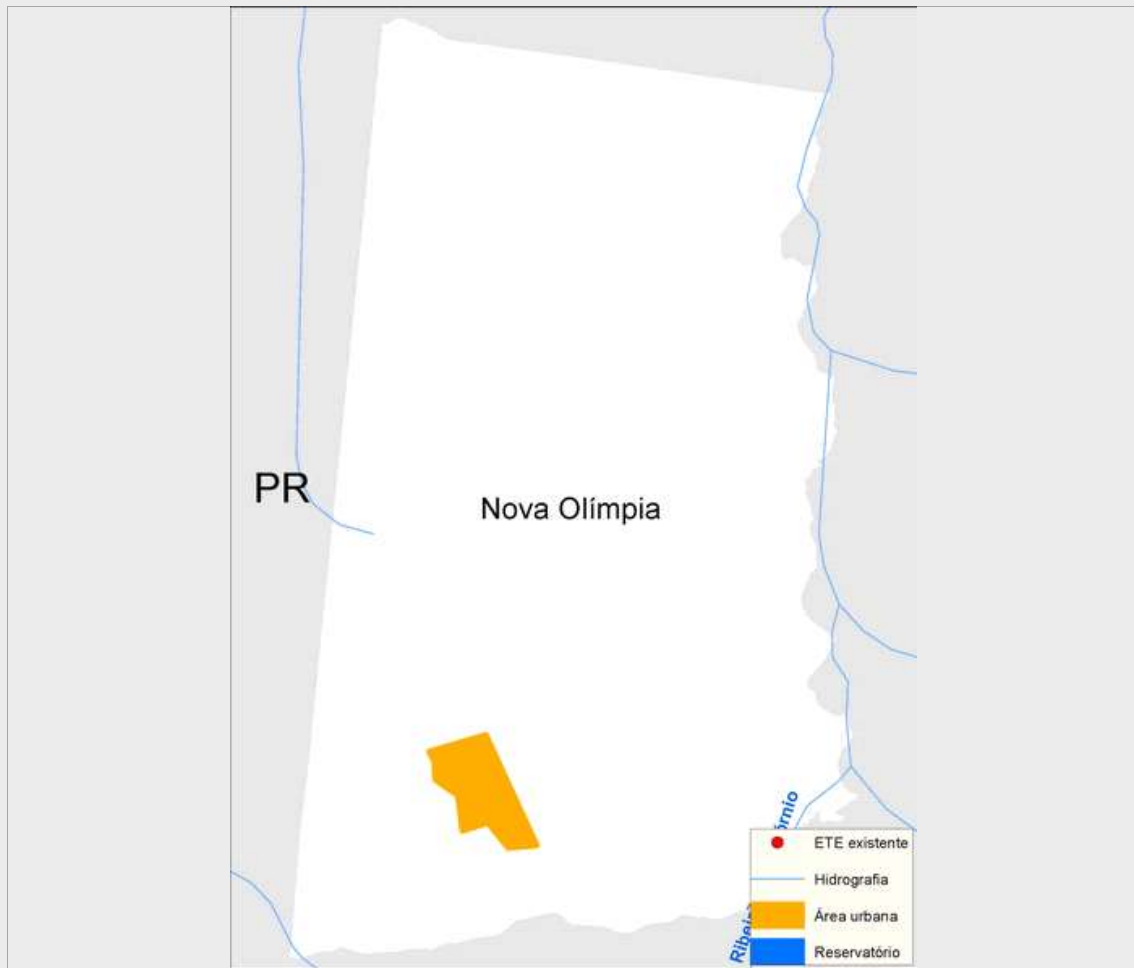 PR
Nova Olímpia
ETE existente
Hidrografia
Área urbana
Reservatório